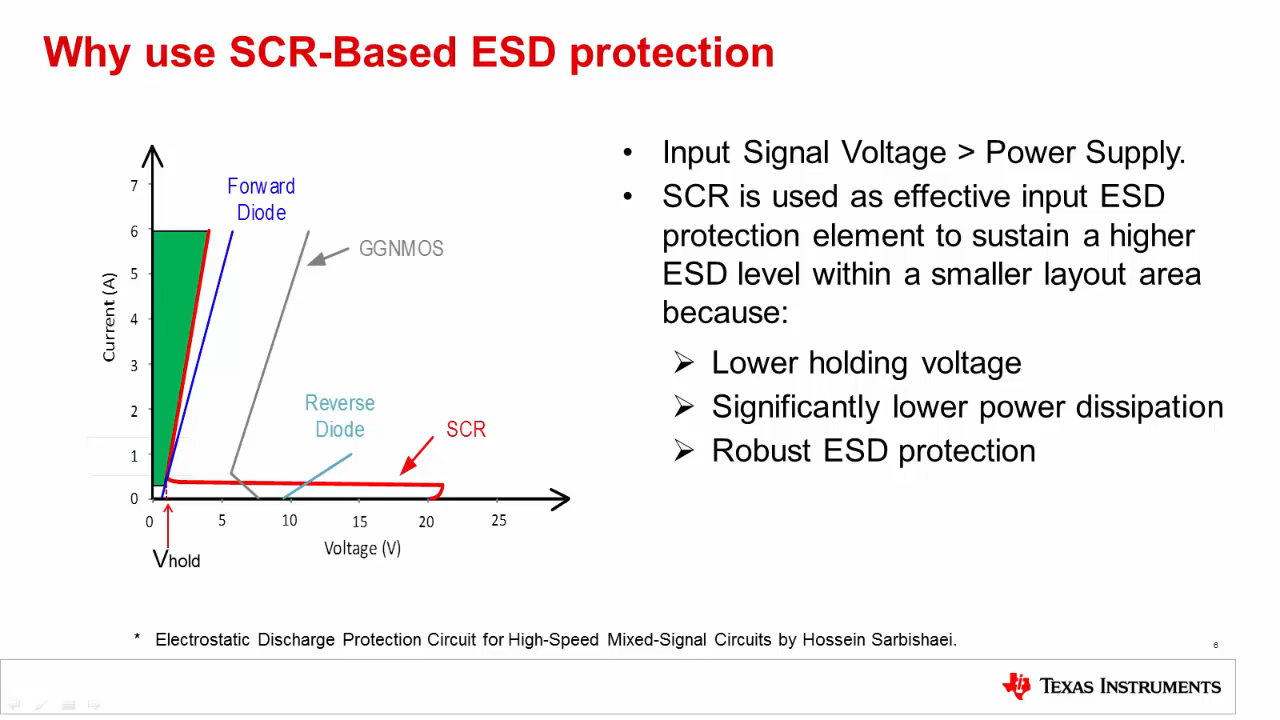 Why use SCR-Based ESD protection
7
6
5
4
3
2
1
0
Current (A)
0
5
10
15
20
25
Voltage (V)
Forward
Diode
GGNMOS
Reverse
Diode
SCR
Vhold
• Input Signal Voltage > Power Supply.
• SCR is used as effective input ESD
protection element to sustain a higher
ESD level within a smaller layout area
because:
➢ Lower holding voltage
➢ Significantly lower power dissipation
➢ Robust ESD protection
* Electrostatic Discharge Protection Circuit for High-Speed Mixed-Signal Circuits by Hossein Sarbishaei.
6
TEXAS INSTRUMENTS